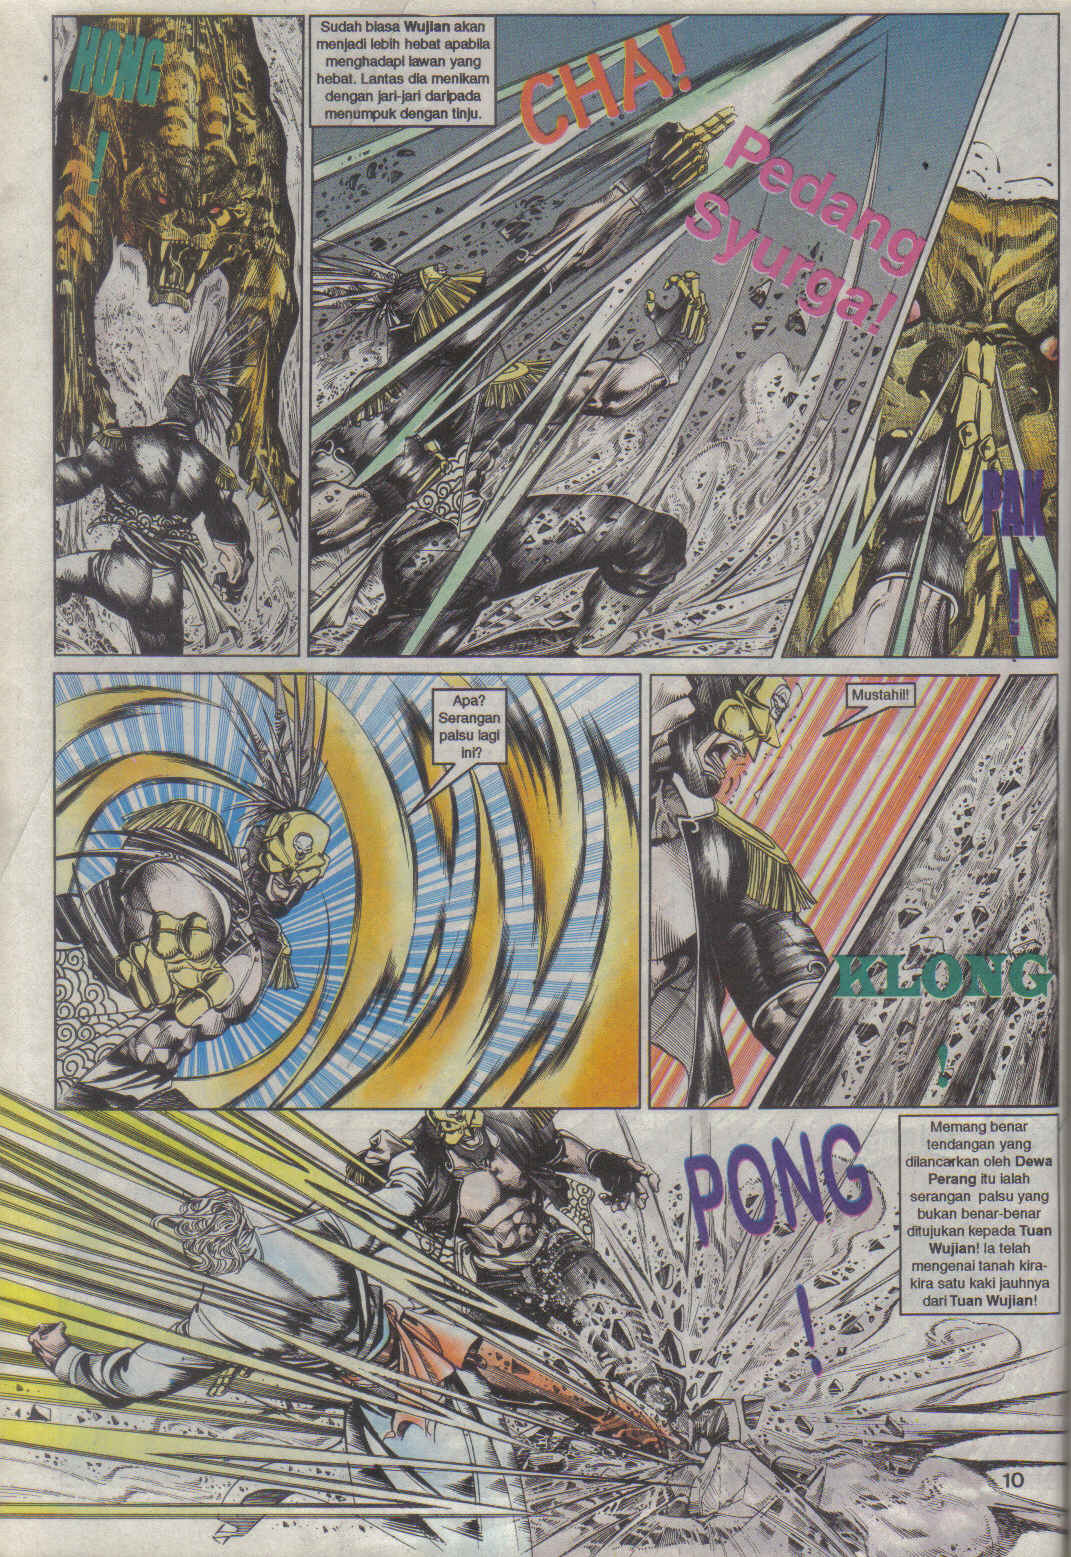 HONG
!
Sudah biasa Wujian akan
menjadi lebih hebat apabila
menghadapi lawan yang
hebat. Lantas dia menikam
dengan jari-jari daripada
menumpuk dengan tinju.
CHA!
Pedang
Syurga!
PAK
!
Apa?
Serangan
palsu lagi
ini?
Mustahil!
KLONG
!
PONG
!
Memang benar
tendangan yang
dilancarkan oleh Dewa
Perang itu ialah
serangan palsu yang
bukan benar-benar
ditujukan kepada Tuan
Wujian! Ia telah
mengenai tanah kira-
kira satu kaki jauhnya
dari Tuan Wujian!
10